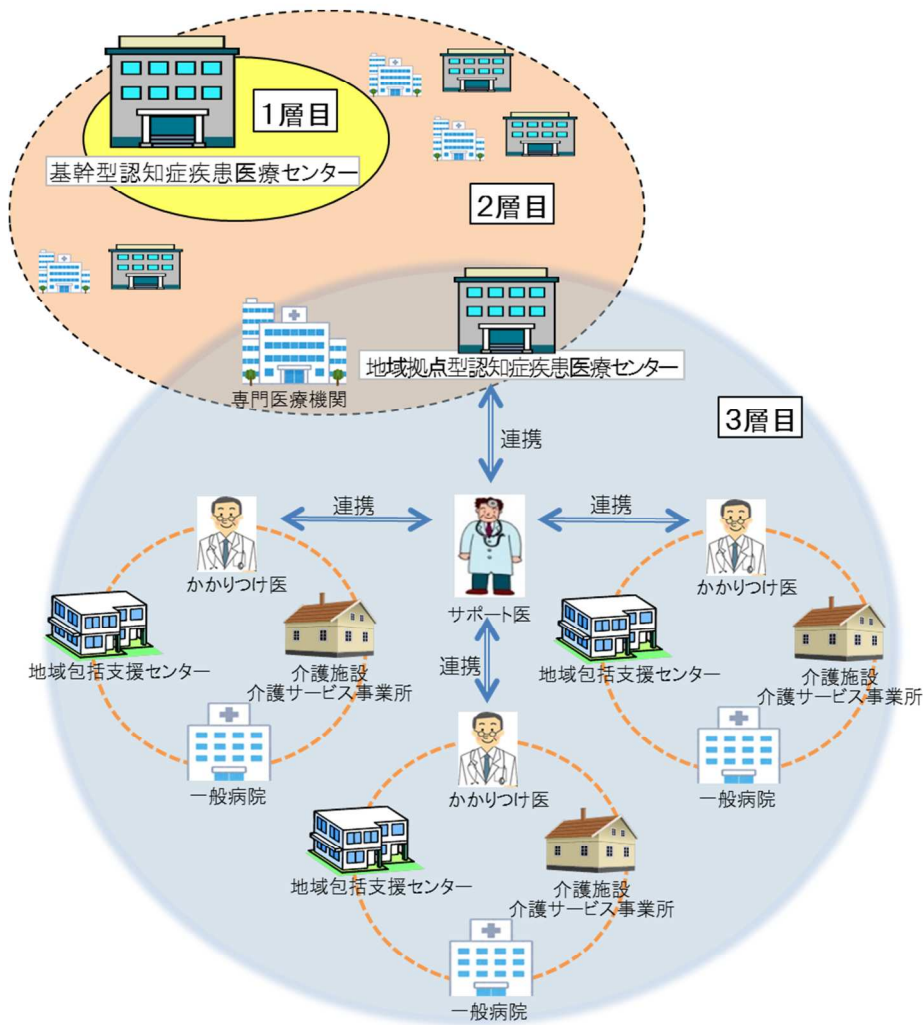 1層目
基幹型認知症疾患医療センター
2層目
専門医療機関
地域拠点型認知症疾患医療センター
3層目
連携
連携
連携
かかりつけ医
サポート医
かかりつけ医
地域包括支援センター
介護施設
介護サービス事業所
一般病院
連携
地域包括支援センター
介護施設
介護サービス事業所
一般病院
かかりつけ医
地域包括支援センター
介護施設
介護サービス事業所
一般病院